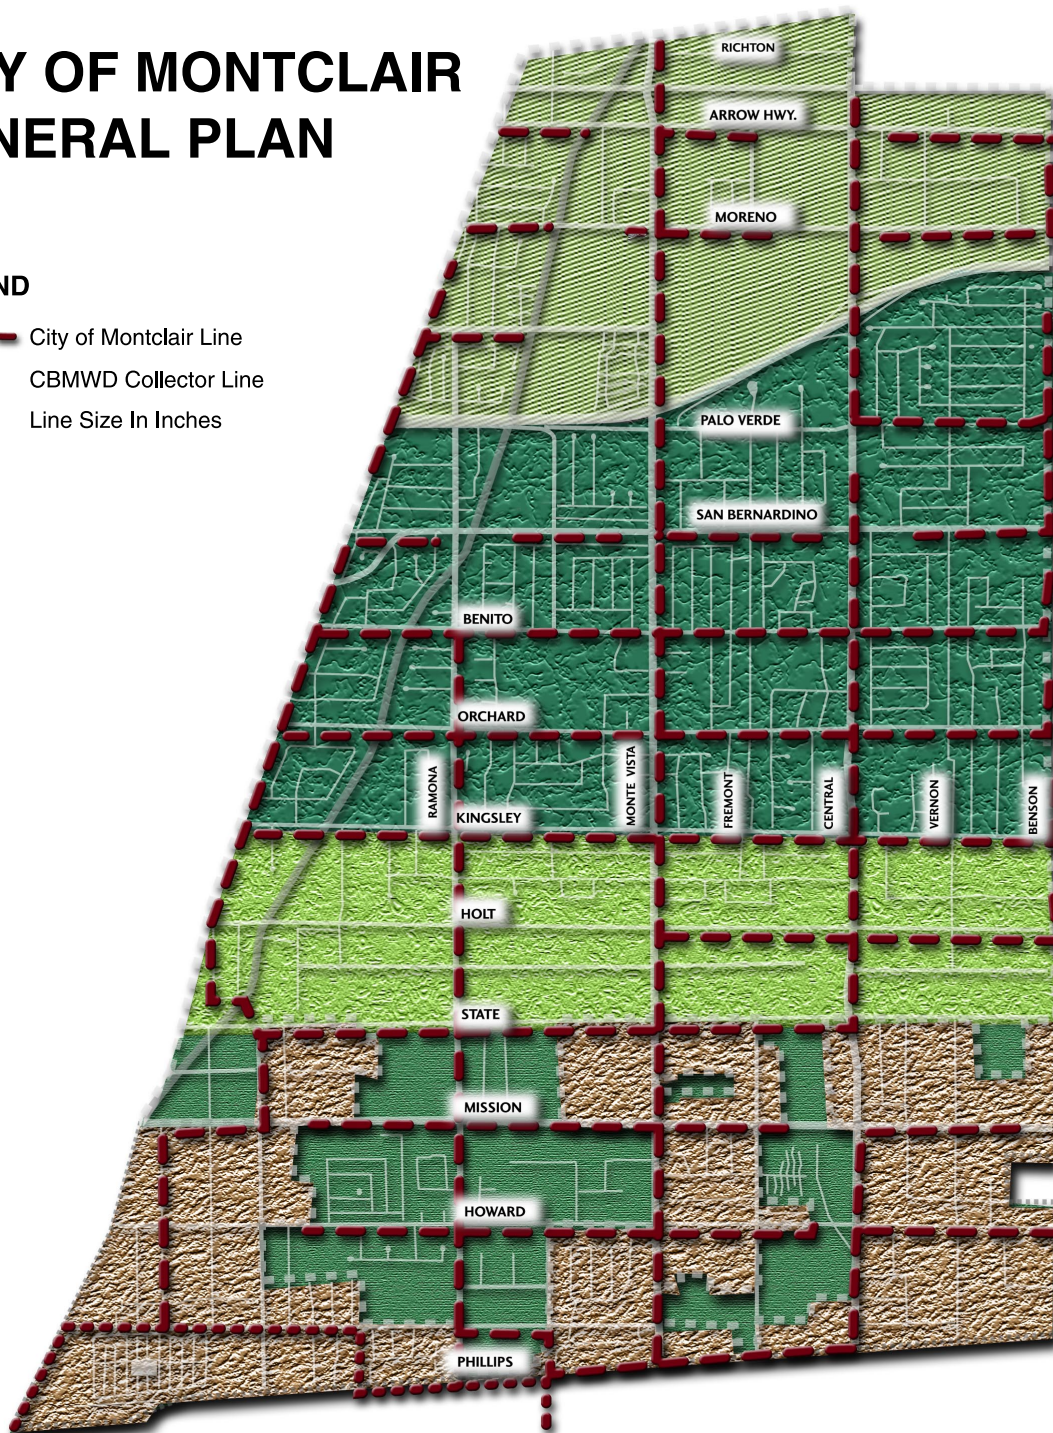 Y OF MONTCLAIR
NERAL PLAN
ND
City of Montclair Line
CBMWD Collector Line
Line Size In Inches
RICHTON
ARROW HWY.
MORENO
PALO VERDE
SAN BERNARDINO
BENITO
ORCHARD
RAMONA
MONTE VISTA
FREMONT
CENTRAL
VERNON
BENSON
KINGSLEY
HOLT
STATE
MISSION
HOWARD
PHILLIPS